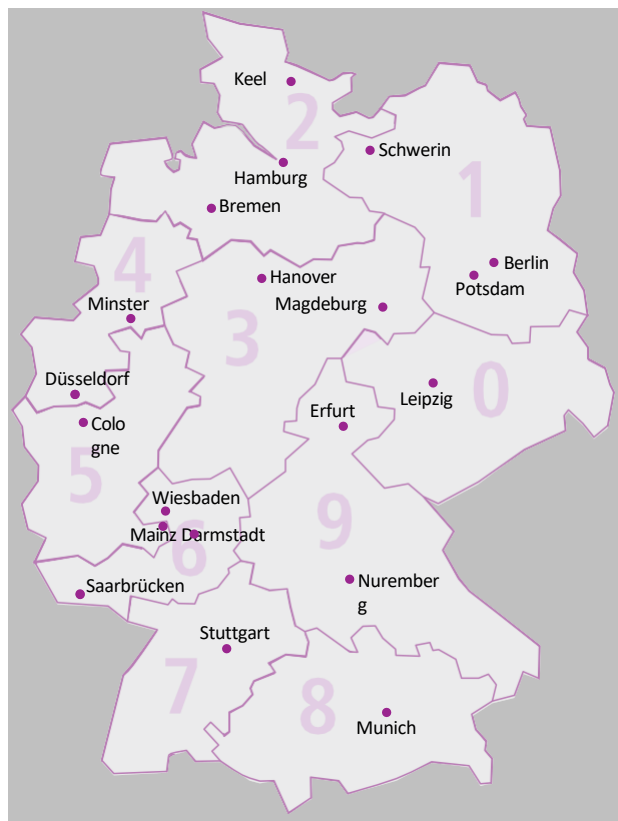 Keel
2
Schwerin
Hamburg
1
Bremen
4
Berlin
Hanover
Potsdam
Magdeburg
Minster
3
Düsseldorf
0
Leipzig
Erfurt
Colo
gne
5
Wiesbaden
9
Mainz Darmstadt
6
Saarbrücken
Nurember
g
Stuttgart
7
8
Munich